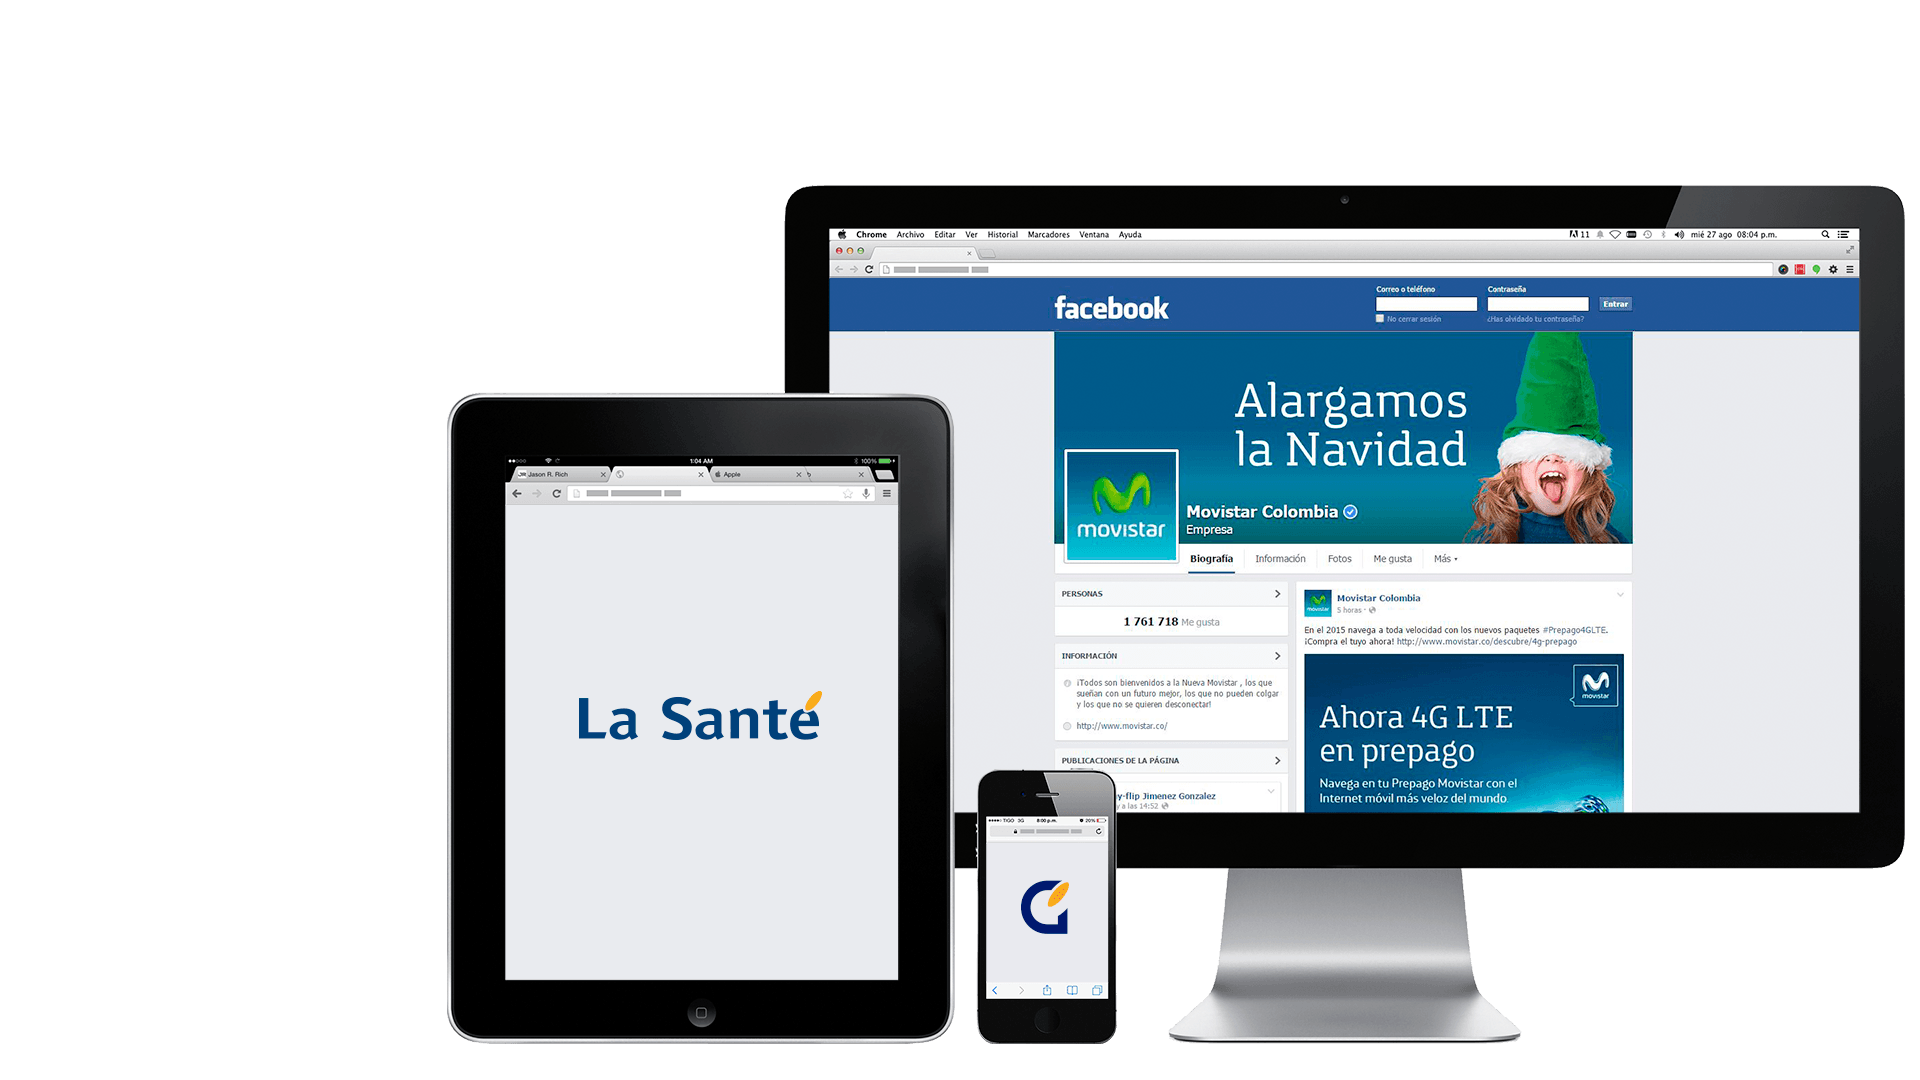 Chrome Archivo Editar Ver Historial Marcadores Ventana Ayuda
11 mié 27 ago 08:04 p.m.
facebook
Correo o teléfono
Contraseña
Entrar
No cerrar sesión
¿Has olvidado tu contraseña?
Alargamos
la Navidad
movistar
Movistar Colombia
Empresa
Biografía Información Fotos Me gusta Más
PERSONAS
1 761 718 Me gusta
INFORMACIÓN
¡Todos son bienvenidos a la Nueva Movistar , los que
sueñan con un futuro mejor, los que no pueden colgar
y los que no se quieren desconectar!
http://www.movistar.co/
PUBLICACIONES DE LA PÁGINA
y-flip Jimenez Gonzalez
y a las 14:52
movistar
Movistar Colombia
5 horas ·
En el 2015 navega a toda velocidad con los nuevos paquetes #Prepago4GLTE.
¡Compra el tuyo ahora! http://www.movistar.co/descubre/4g-prepago
movistar
Ahora 4G LTE
en prepago
Navega en tu Prepago Movistar con el
Internet móvil más veloz del mundo.
1:04 AM 100%
JR Jason R. Rich
Apple
La Santé
TIGO 3G 8:00 p.m. 20%
G